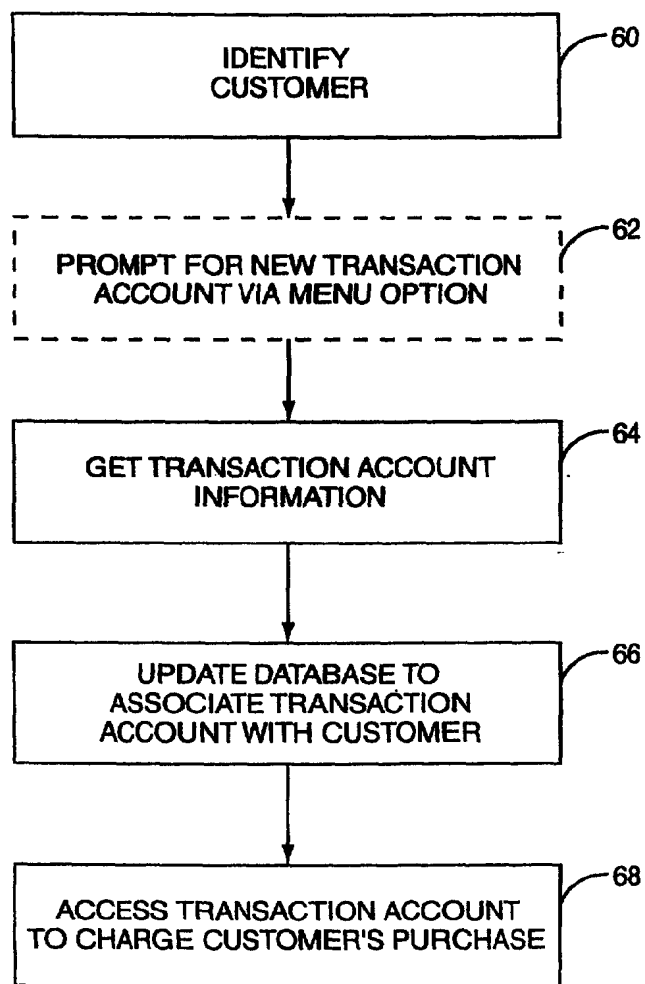 IDENTIFY
CUSTOMER
60
PROMPT FOR NEW TRANSACTION
ACCOUNT VIA MENU OPTION
62
GET TRANSACTION ACCOUNT
INFORMATION
64
UPDATE DATABASE TO
ASSOCIATE TRANSACTION
ACCOUNT WITH CUSTOMER
66
ACCESS TRANSACTION ACCOUNT
TO CHARGE CUSTOMER'S PURCHASE
68